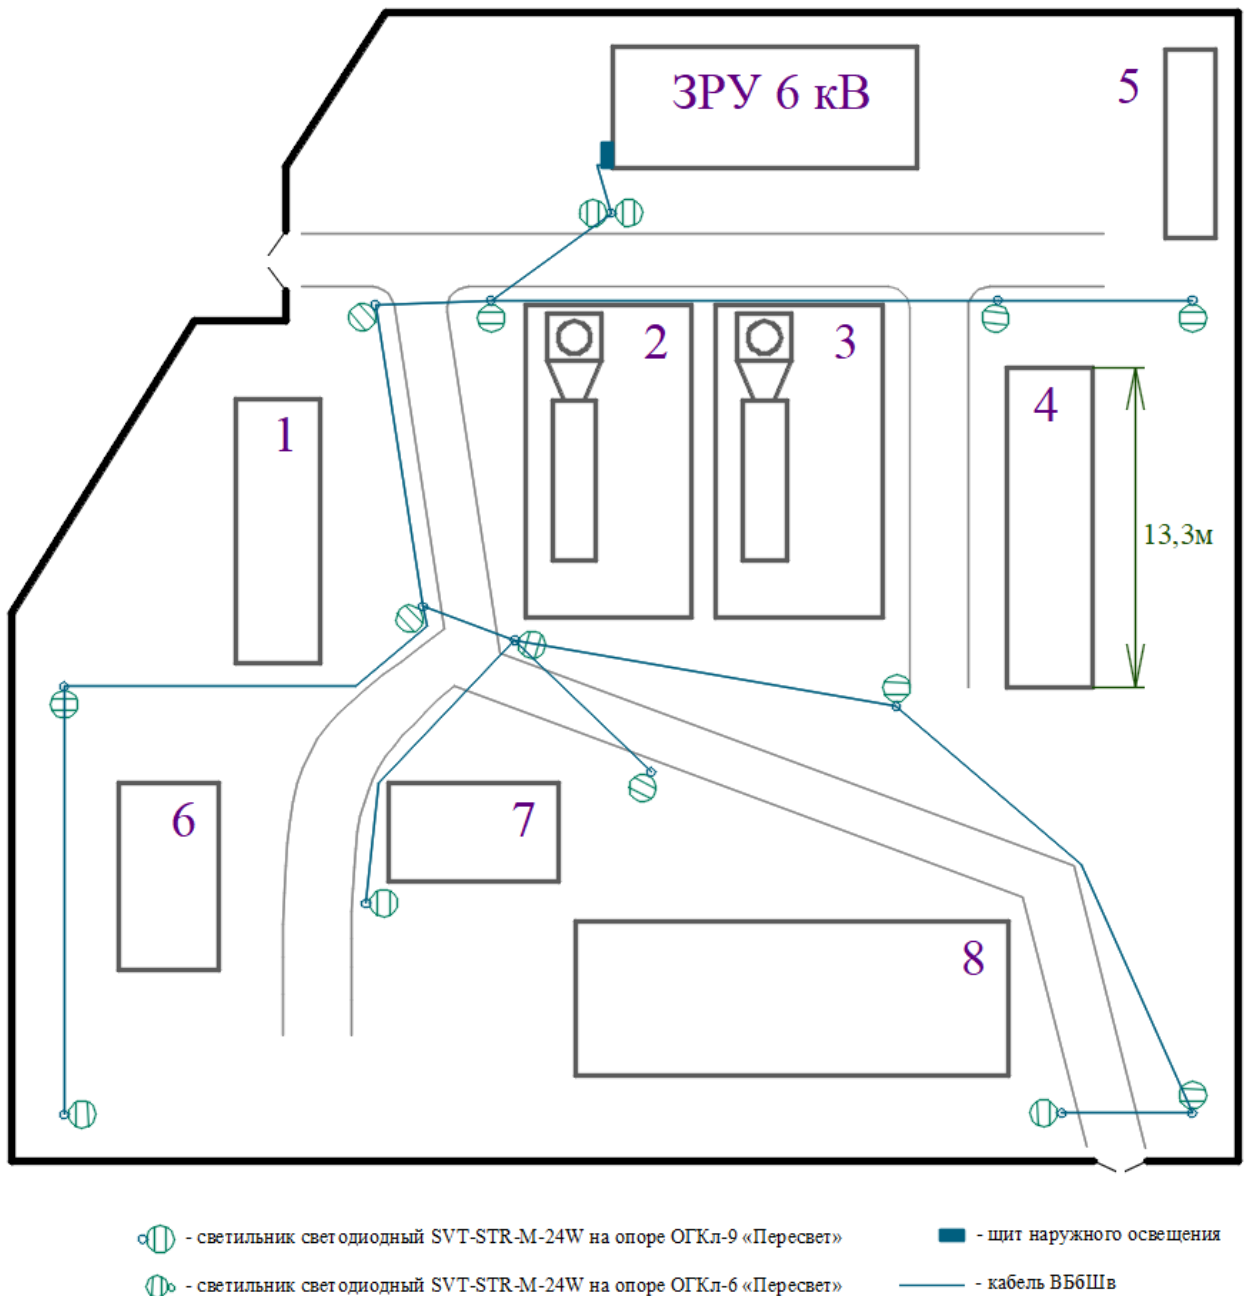 ЗРУ 6 кВ
5
2
3
4
1
13,3м
6
7
8
- светильник светодиодный SVT-STR-M-24W на опоре ОГКл-9 «Пересвет»
- щит наружного освещения
- светильник светодиодный SVT-STR-M-24W на опоре ОГКл-6 «Пересвет»
- кабель ВБбШв